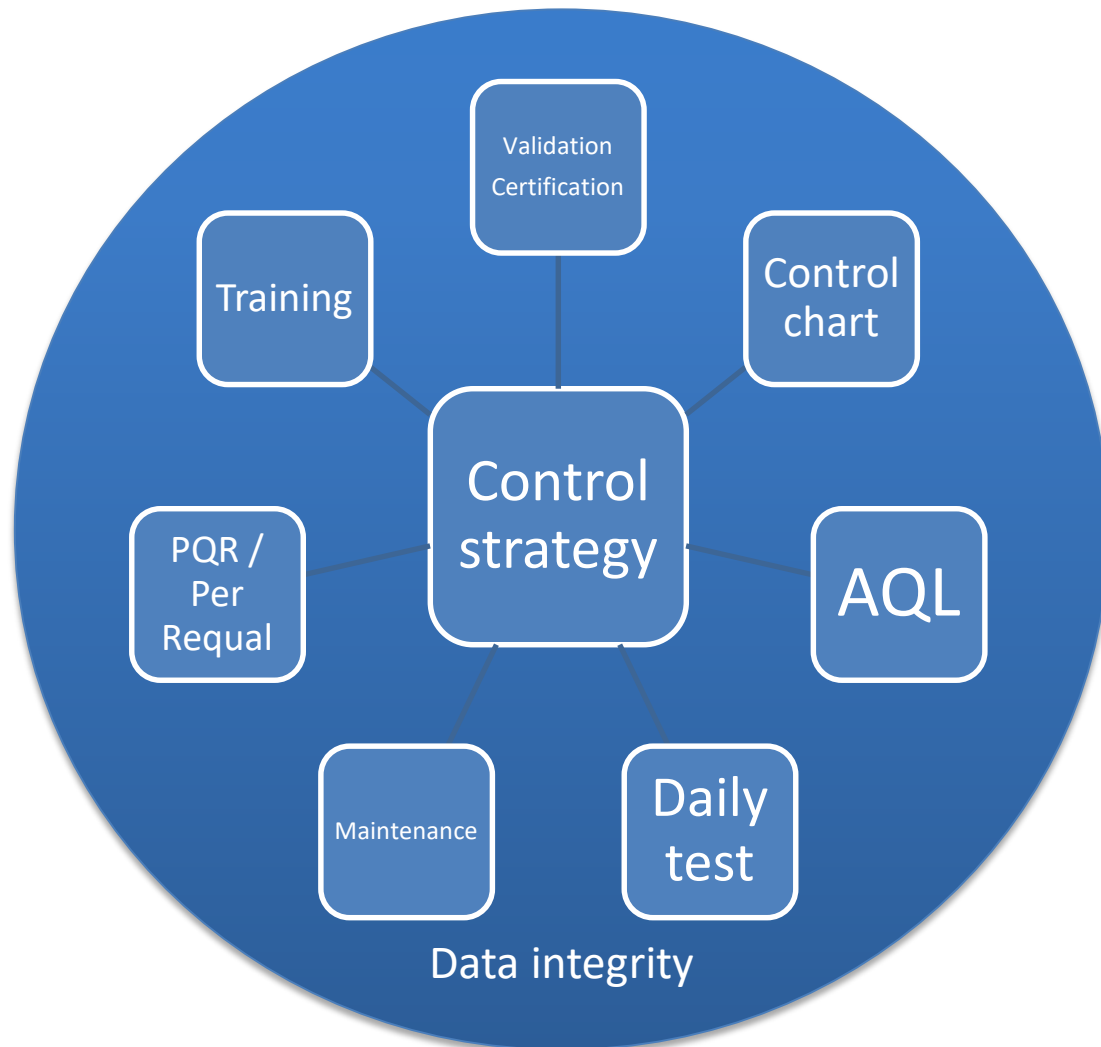 Validation
Certification
Training
Control
chart
Control
strategy
PQR /
Per
Requal
AQL
Maintenance
Daily
test
Data integrity